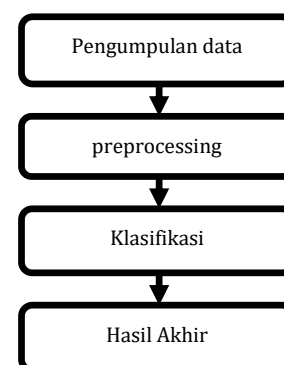 Pengumpulan data
preprocessing
Klasifikasi
Hasil Akhir